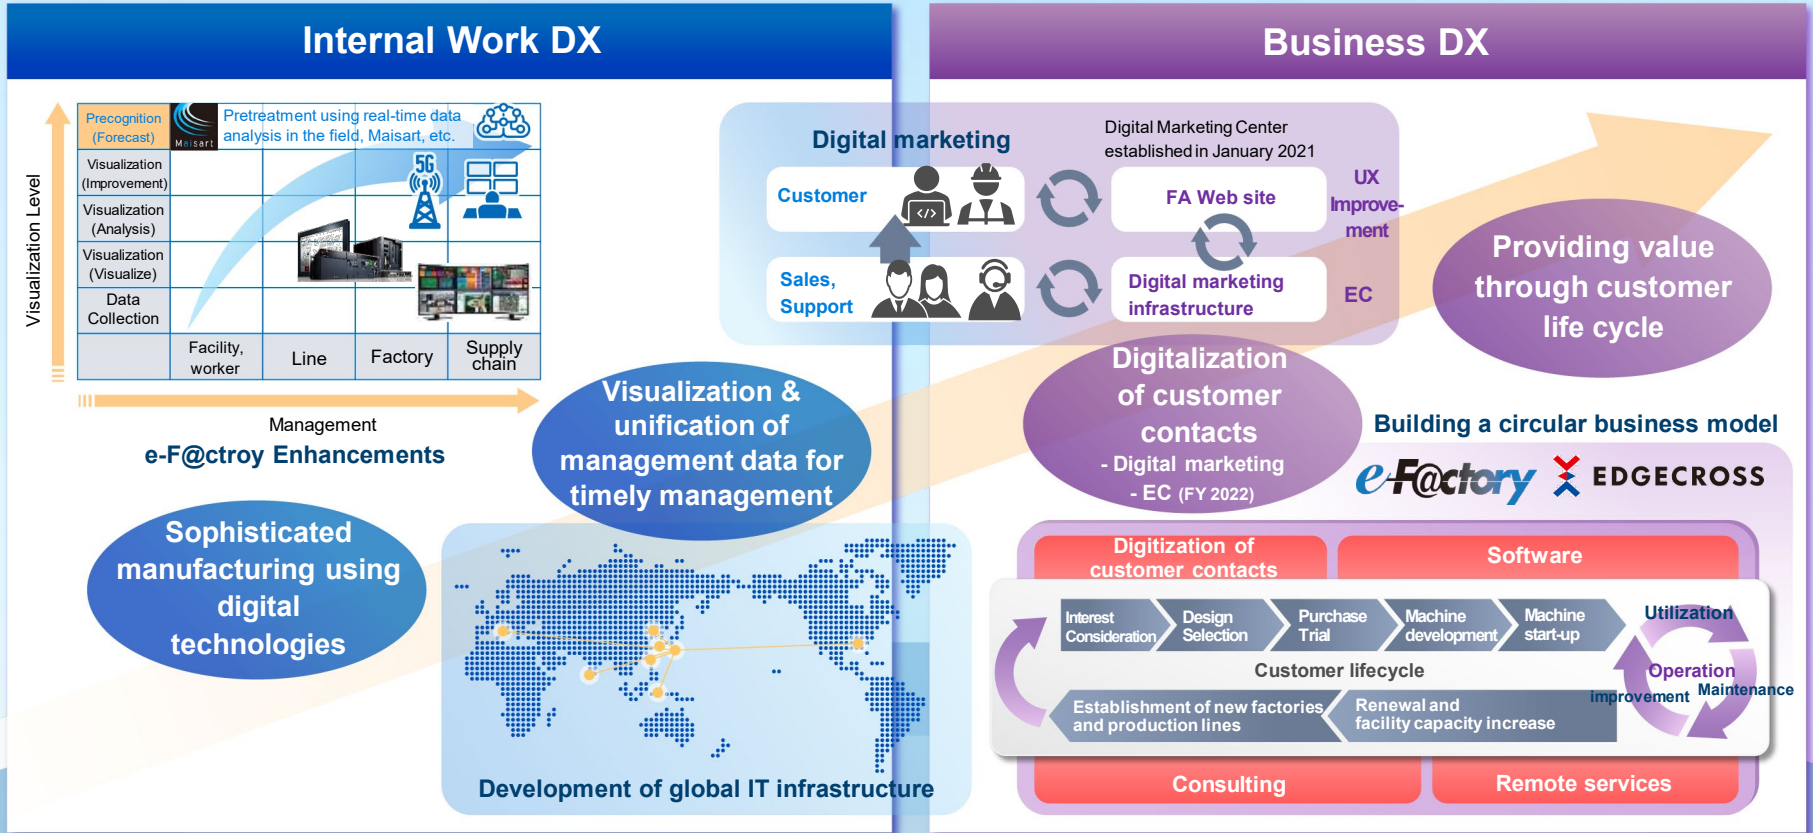 Internal Work DX
Visualization Level
Precognition
(Forecast)
Maisart
Pretreatment using real-time data
analysis in the field, Maisart, etc.
Visualization
(Improvement)
5G
Visualization
(Analysis)
Visualization
(Visualize)
Data
Collection
Facility,
worker
Line
Factory
Supply
chain
Management
e-F@ctroy Enhancements
Sophisticated
manufacturing using
digital
technologies
Visualization &
unification of
management data for
timely management
Development of global IT infrastructure
Business DX
Digital marketing
Digital Marketing Center
established in January 2021
Customer
</>
FA Web site
UX
Improve-
ment
Sales,
Support
Digital marketing
infrastructure
EC
Providing value
through customer
life cycle
Digitalization
of customer
contacts
- Digital marketing
- EC (FY 2022)
Building a circular business model
e-F@ctory
EDGECROSS
Digitization of
customer contacts
Software
Interest
Consideration
Design
Selection
Purchase
Trial
Machine
development
Machine
start-up
Utilization
Customer lifecycle
Operation
improvement
Maintenance
Establishment of new factories
and production lines
Renewal and
facility capacity increase
Consulting
Remote services